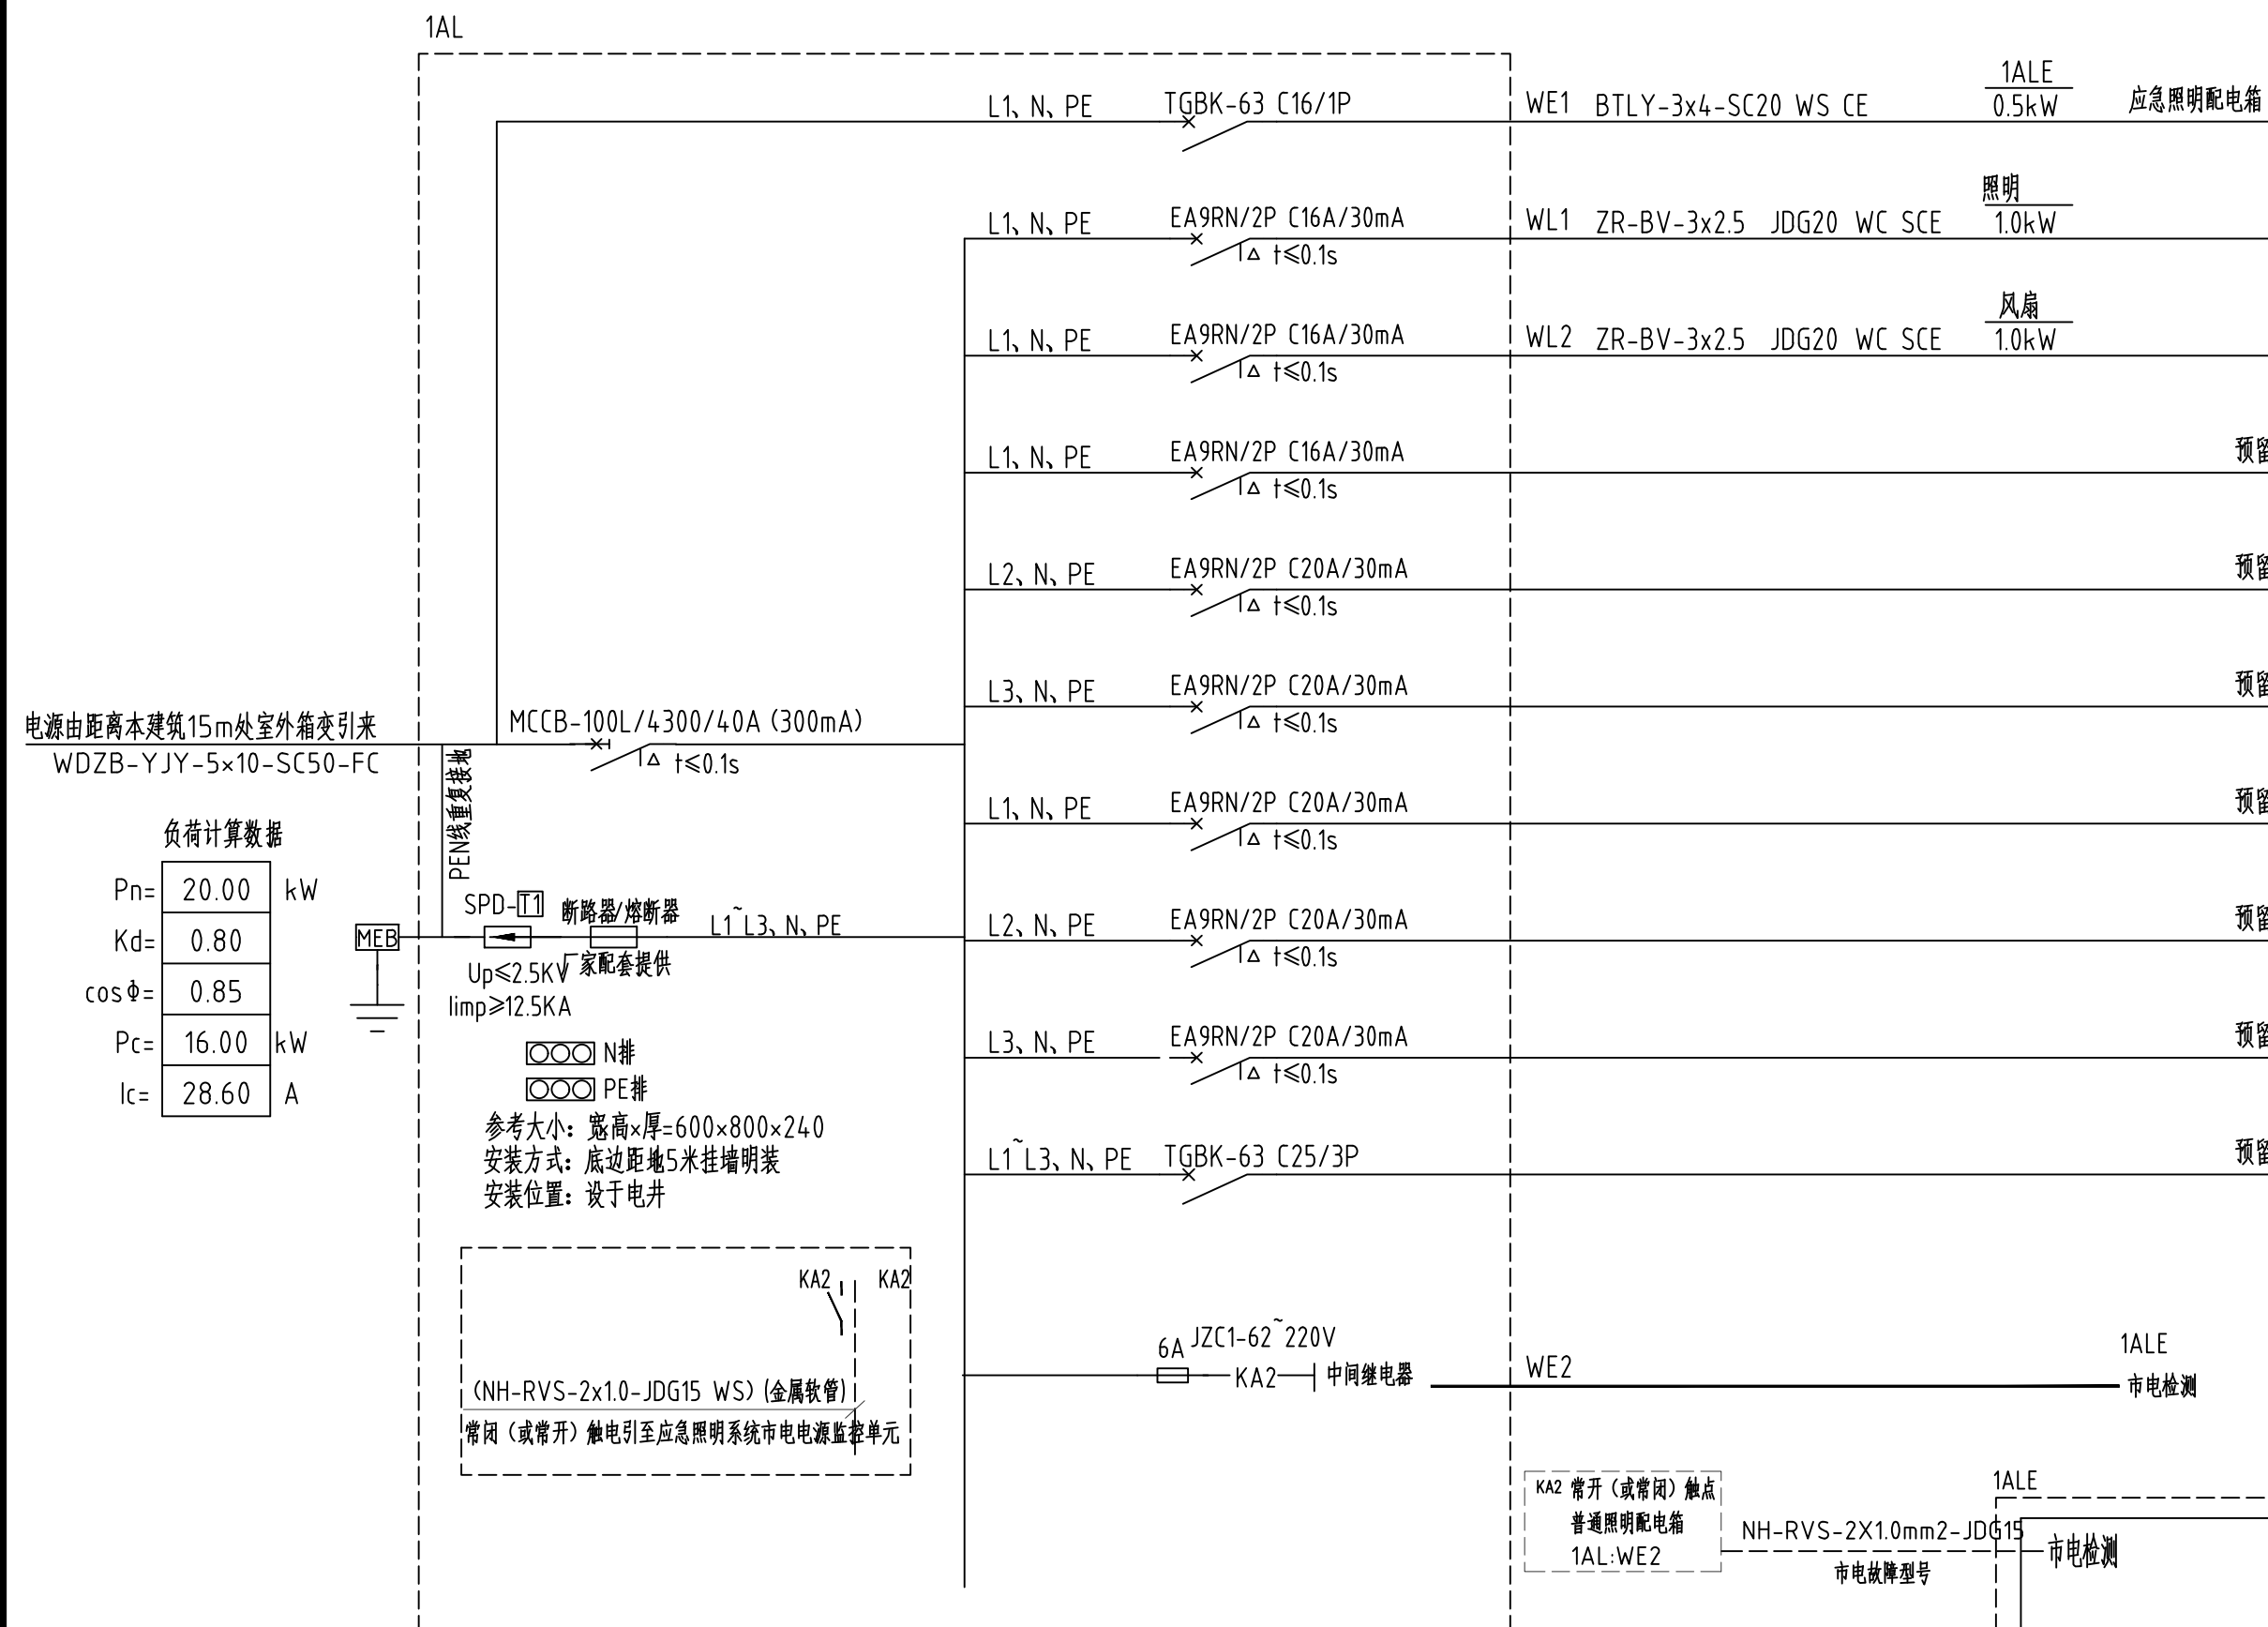 1AL
L1、N、PE TGBK-63 C16/1P WE1 BTLY-3x4-SC20 WS CE 1ALE 应急照明配电箱
0.5kW
L1、N、PE EA9RN/2P C16A/30mA WL1 ZR-BV-3x2.5 JDG20 WC SCE 照明
1.0kW
t≤0.1s
L1、N、PE EA9RN/2P C16A/30mA WL2 ZR-BV-3x2.5 JDG20 WC SCE 风扇
1.0kW
t≤0.1s
L1、N、PE EA9RN/2P C16A/30mA 预留
t≤0.1s
L2、N、PE EA9RN/2P C20A/30mA 预留
t≤0.1s
L3、N、PE EA9RN/2P C20A/30mA 预留
t≤0.1s
电源由距离本建筑15m处室外箱变引来
WDZB-YJY-5×10-SC50-FC
MCCB-100L/4300/40A (300mA)
t≤0.1s
PEN线重复接地
L1、N、PE EA9RN/2P C20A/30mA 预留
t≤0.1s
负荷计算数据
Pn= 20.00 kW
Kd= 0.80
cosΦ= 0.85
Pc= 16.00 kW
Ic= 28.60 A
MEB
SPD-T1 断路器/熔断器 L1~L3、N、PE
Up≤2.5KV 厂家配套提供
Iimp≥12.5KA
L2、N、PE EA9RN/2P C20A/30mA 预留
t≤0.1s
N排
PE排
L3、N、PE EA9RN/2P C20A/30mA 预留
t≤0.1s
参考大小：宽高×厚=600×800×240
安装方式：底边距地5米挂墙明装
安装位置：设于电井
L1~L3、N、PE TGBK-63 C25/3P 预留
KA2 KA2
(NH-RVS-2x1.0-JDG15 WS) (金属软管)
常闭（或常开）触电引至应急照明系统市电电源监控单元
6A JZC1-62~220V
KA2 中间继电器
WE2 1ALE
市电检测
KA2 常开（或常闭）触点
普通照明配电箱
1AL:WE2
NH-RVS-2X1.0mm2-JDG15
市电故障型号
1ALE
市电检测